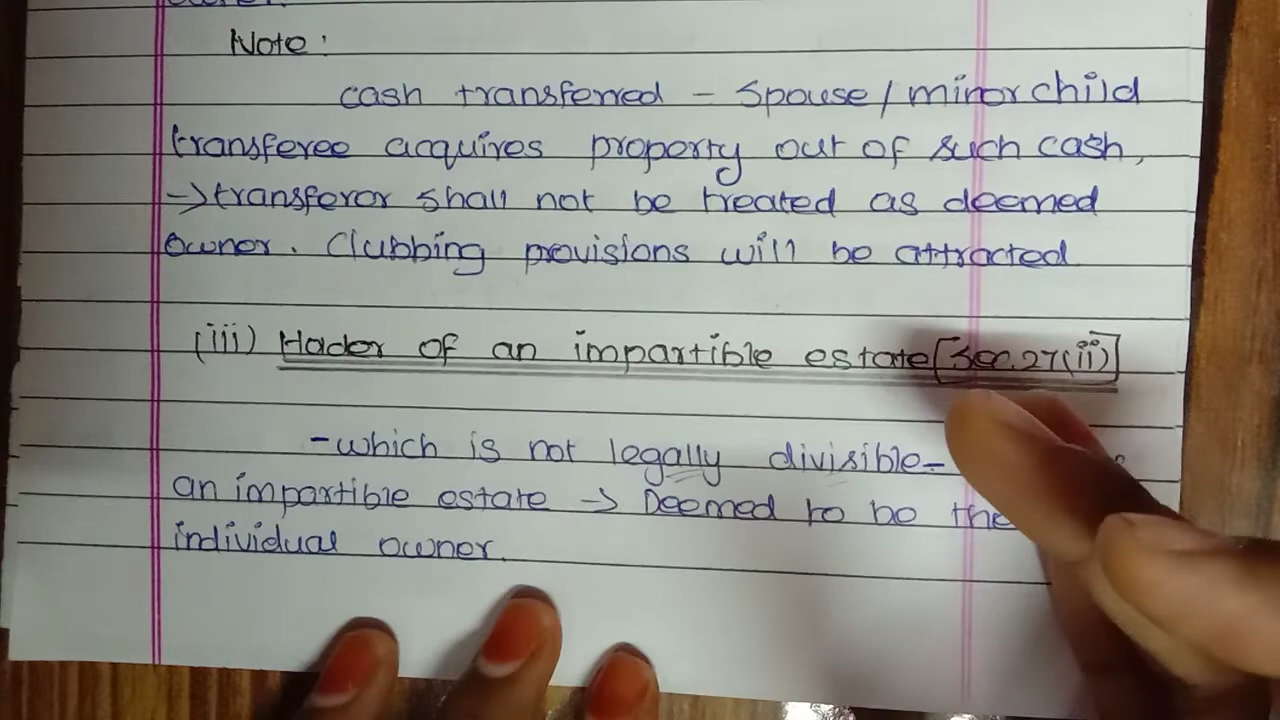 Note:
cash transferred - Spouse/minor child
transferee acquires property out of such cash,
→transferor shall not be treated as deemed
owner. Clubbing provisions will be attracted
(iii) Hader of an impartible estate [Sec.27(ii)]
-which is not legally divisible-
an impartible estate → Deemed to be the
individual owner.